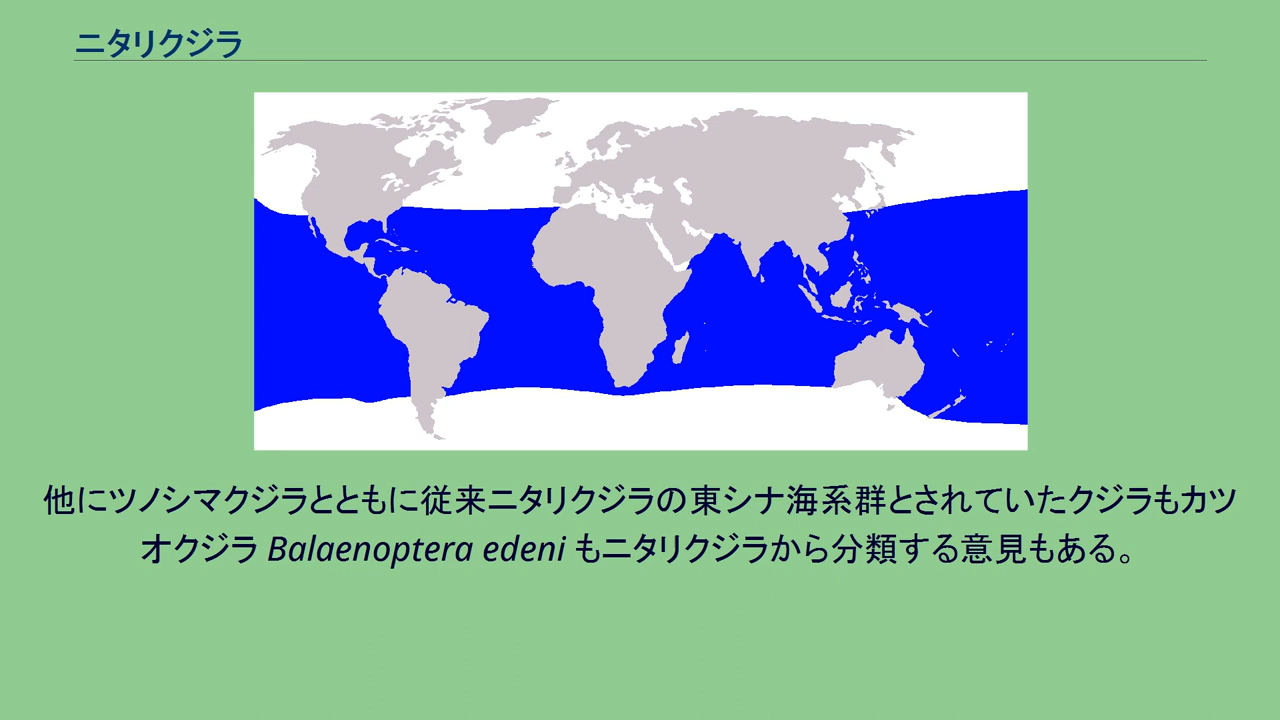 ニタリクジラ
他にツノシマクジラとともに従来ニタリクジラの東シナ海系群とされていたクジラもカツ
オクジラ Balaenoptera edeni もニタリクジラから分類する意見もある。